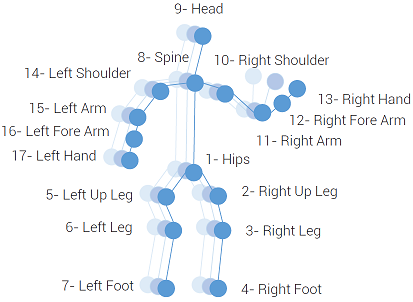 9- Head
8- Spine
10- Right Shoulder
14- Left Shoulder
13- Right Hand
15- Left Arm
12- Right Fore Arm
16- Left Fore Arm
11- Right Arm
17- Left Hand
1- Hips
5- Left Up Leg
2- Right Up Leg
6- Left Leg
3- Right Leg
7- Left Foot
4- Right Foot